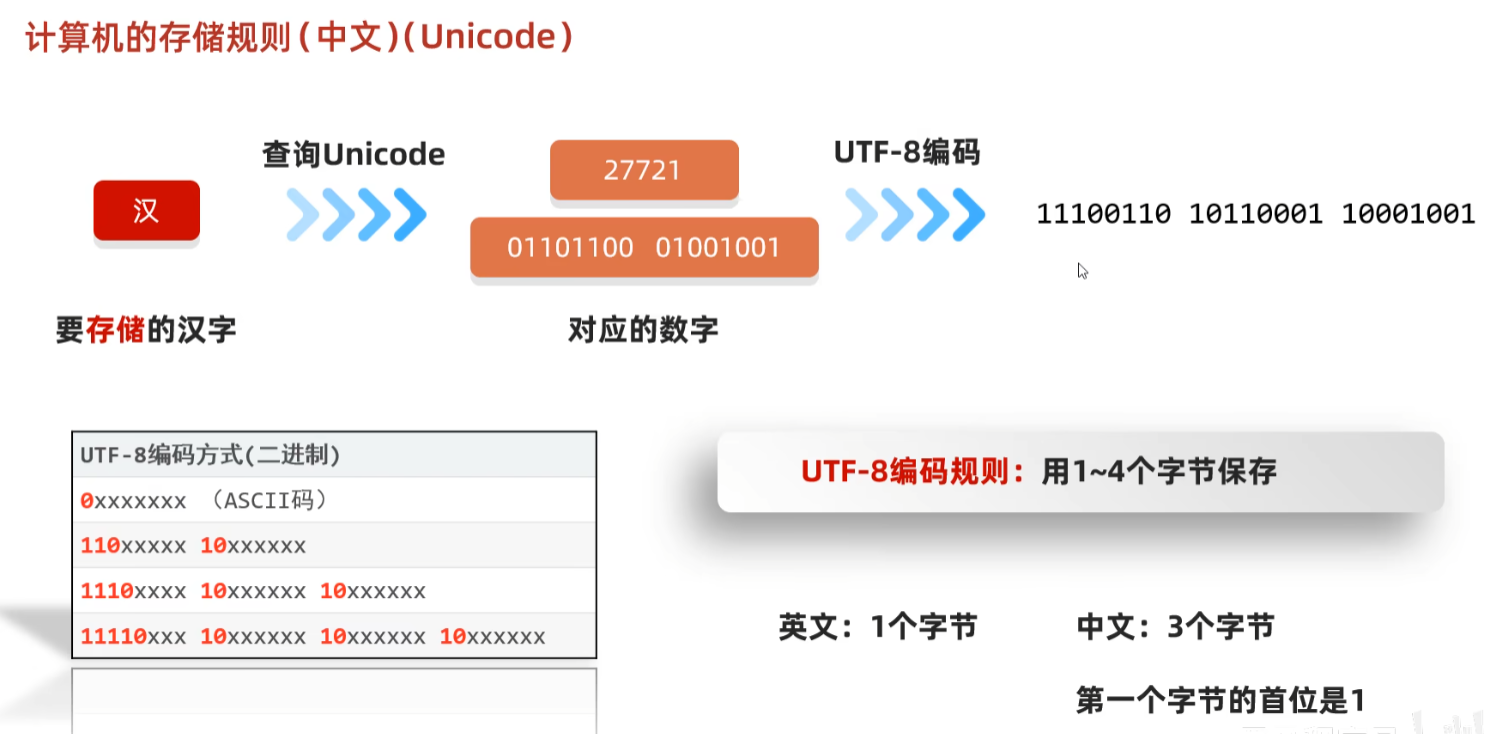 计算机的存储规则(中文)(Unicode)
查询Unicode
UTF-8编码
汉
27721
01101100 01001001
11100110 10110001 10001001
要存储的汉字
对应的数字
UTF-8编码方式(二进制)
0xxxxxxx （ASCII码）
110xxxxx 10xxxxxx
1110xxxx 10xxxxxx 10xxxxxx
11110xxx 10xxxxxx 10xxxxxx 10xxxxxx
UTF-8编码规则：用1~4个字节保存
英文：1个字节
中文：3个字节
第一个字节的首位是1